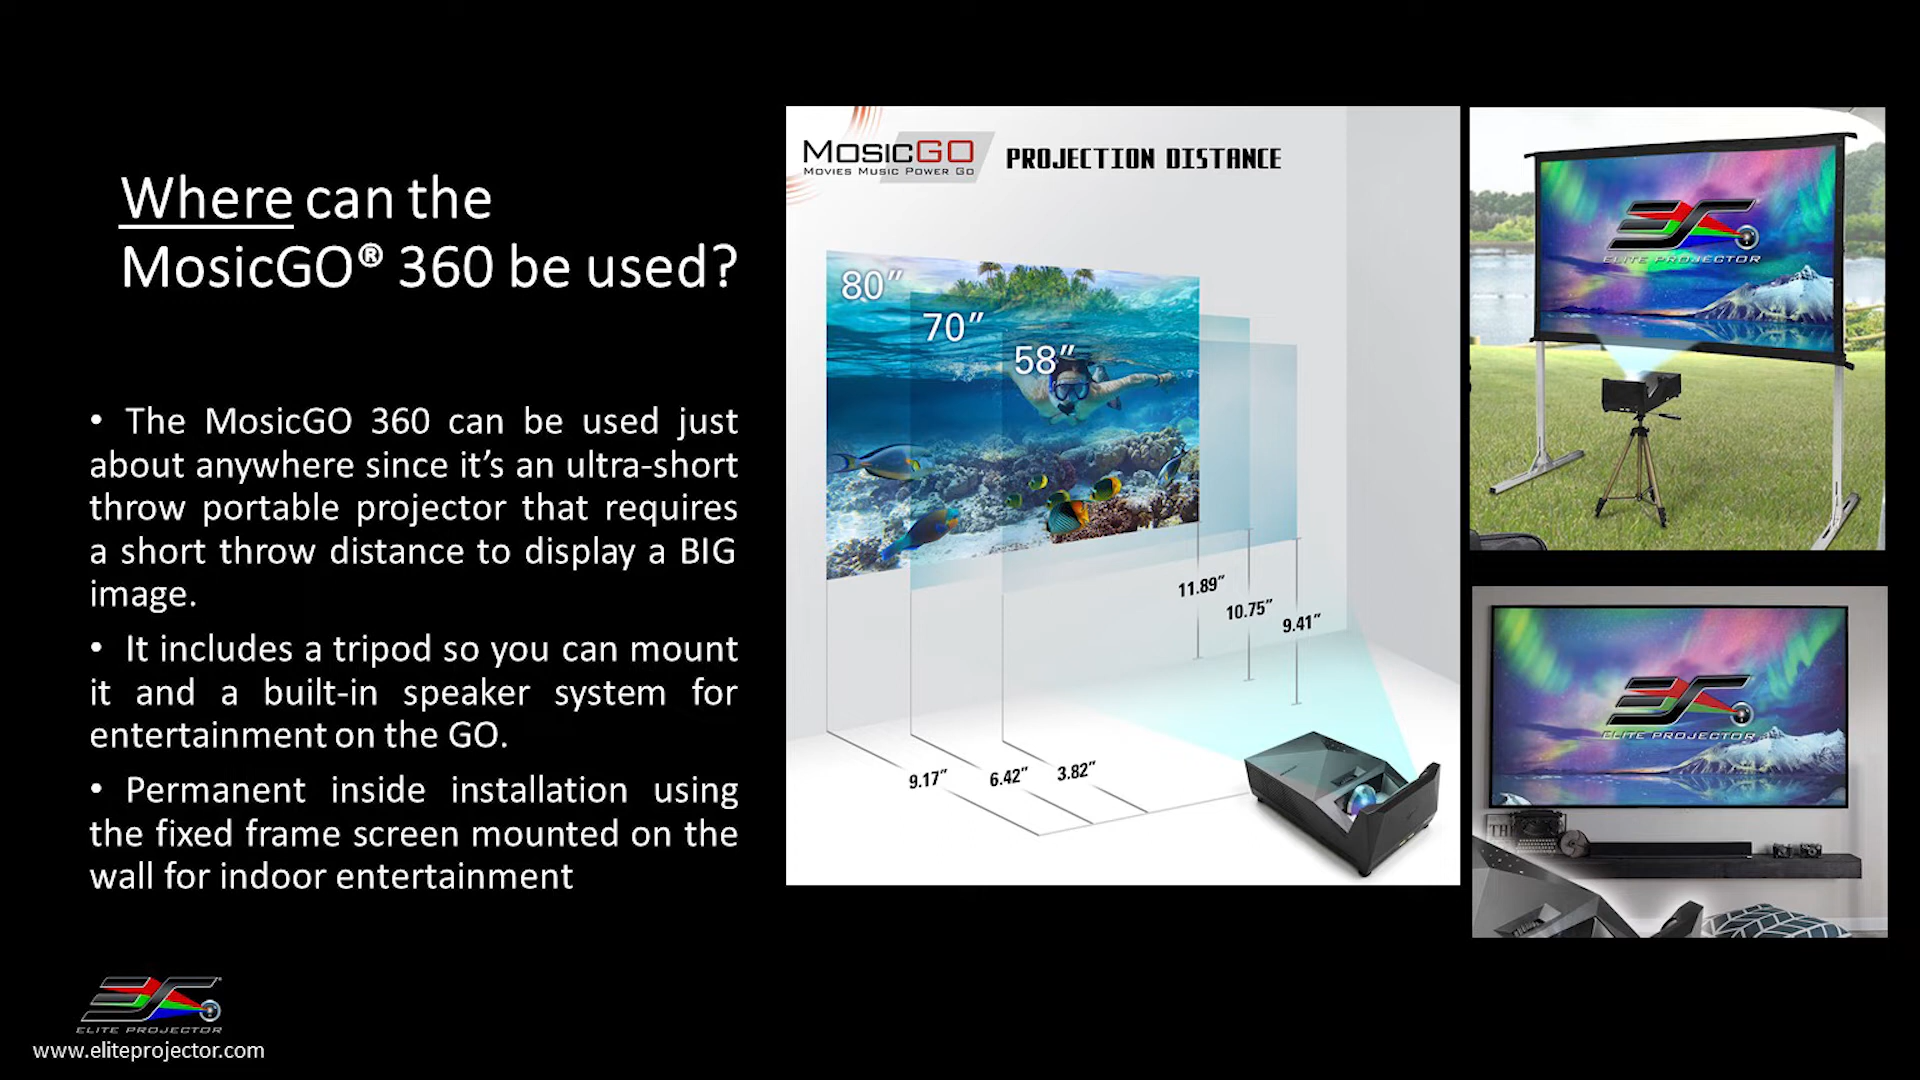 Where can the
MosicGO® 360 be used?
• The MosicGO 360 can be used just
about anywhere since it’s an ultra-short
throw portable projector that requires
a short throw distance to display a BIG
image.
• It includes a tripod so you can mount
it and a built-in speaker system for
entertainment on the GO.
• Permanent inside installation using
the fixed frame screen mounted on the
wall for indoor entertainment
ELITE PROJECTOR
www.eliteprojector.com
MOSICGO
MOVIES MUSIC POWER GO
PROJECTION DISTANCE
80”
70”
58”
11.89”
10.75”
9.41”
9.17”
6.42”
3.82”
ELITE PROJECTOR
ELITE PROJECTOR
THE